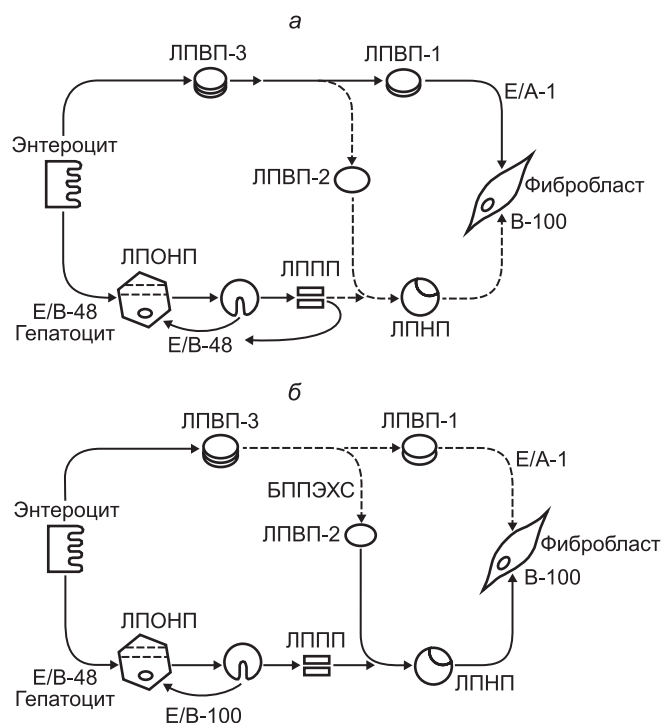 а
ЛПВП-3
ЛПВП-1
Е/А-1
Энтероцит
ЛПВП-2
Фибробласт
В-100
ЛПОНП
ЛППП
Е/В-48
Гепатоцит
Е/В-48
ЛПНП
б
ЛПВП-3
ЛПВП-1
Е/А-1
БППЭХС
Энтероцит
ЛПВП-2
Фибробласт
В-100
ЛПОНП
ЛППП
Е/В-48
Гепатоцит
Е/В-100
ЛПНП